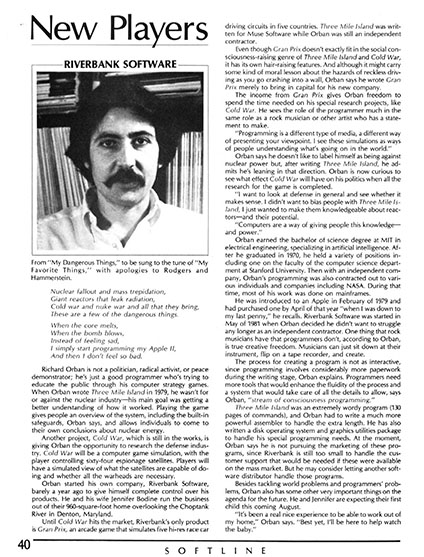 New Players
RIVERBANK SOFTWARE
From "My Dangerous Things," to be sung to the tune of "My
Favorite Things," with apologies to Rodgers and
Hammerstein.
Nuclear fallout and mass trepidation,
Giant reactors that leak radiation,
Cold war and nuke war and all that they bring,
These are a few of the dangerous things.
When the core melts,
When the bomb blows,
Instead of feeling sad,
I simply start programming my Apple II,
And then I don't feel so bad.
Richard Orban is not a politician, radical activist, or peace
demonstrator; he's just a good programmer who's trying to
educate the public through his computer strategy games.
When Orban wrote Three Mile Island in 1979, he wasn't for
or against the nuclear industry—his main goal was getting a
better understanding of how it worked. Playing the game
gives people an overview of the system, including the built-in
safeguards, Orban says, and allows individuals to come to
their own conclusions about nuclear energy.
Another project, Cold War, which is still in the works, is
giving Orban the opportunity to research the defense indus-
try. Cold War will be a computer game simulation, with the
player controlling sixty-four espionage satellites. Players will
have a simulated view of what the satellites are capable of do-
ing and whether all the warheads are necessary.
Orban started his own company, Riverbank Software,
barely a year ago to give himself complete control over his
products. He and his wife Jennifer Bodine run the business
out of their 960-square-foot home overlooking the Choptank
River in Denton, Maryland.
Until Cold War hits the market, Riverbank's only product
is Gran Prix, an arcade game that simulates five hi-res race car
driving circuits in five countries. Three Mile Island was writ-
ten for Muse Software while Orban was still an independent
contractor.
Even though Gran Prix doesn't exactly fit in the social con-
sciousness-raising genre of Three Mile Island and Cold War,
it has its own hair-raising features. And although it might carry
some kind of moral lesson about the hazards of reckless driv-
ing as you go crashing into a wall, Orban says he wrote Gran
Prix merely to bring in capital for his new company.
The income from Gran Prix gives Orban freedom to
spend the time needed on his special research projects, like
Cold War. He sees the role of the programmer much in the
same role as a rock musician or other artist who has a state-
ment to make.
"Programming is a different type of media, a different way
of presenting your viewpoint. I see these simulations as ways
of people understanding what's going on in the world."
Orban says he doesn't like to label himself as being against
nuclear power but, after writing Three Mile Island, he ad-
mits he's leaning in that direction. Orban is now curious to
see what effect Cold War will have on his politics when all the
research for the game is completed.
"I want to look at defense in general and see whether it
makes sense. I didn't want to bias people with Three Mile Is-
land, I just wanted to make them knowledgeable about reac-
tors—and their potential.
"Computers are a way of giving people this knowledge—
and power."
Orban earned the bachelor of science degree at MIT in
electrical engineering, specializing in artificial intelligence. Af-
ter he graduated in 1970, he held a variety of positions in-
cluding one on the faculty of the computer science depart-
ment at Stanford University. Then with an independent com-
pany, Orban's programming was also contracted out to vari-
ous individuals and companies including NASA. During that
time, most of his work was done on mainframes.
He was introduced to an Apple in February of 1979 and
had purchased one by April of that year "when I was down to
my last penny," he recalls. Riverbank Software was started in
May of 1981 when Orban decided he didn't want to struggle
any longer as an independent contractor. One thing that rock
musicians have that programmers don't, according to Orban,
is true creative freedom. Musicians can just sit down at their
instrument, flip on a tape recorder, and create.
The process for creating a program is not as interactive,
since programming involves considerably more paperwork
during the writing stage, Orban explains. Programmers need
more tools that would enhance the fluidity of the process and
a system that would take care of all the details to allow, says
Orban, "stream of consciousness programming."
Three Mile Island was an extremely wordy program (130
pages of commands), and Orban had to write a much more
powerful assembler to handle the extra length. He has also
written a disk operating system and graphics utilities package
to handle his special programming needs. At the moment,
Orban says he is not pursuing the marketing of these pro-
grams, since Riverbank is still too small to handle the cus-
tomer support that would be needed if these were available
on the mass market. But he may consider letting another soft-
ware distributor handle those programs.
Besides tackling world problems and programmers' prob-
lems, Orban also has some other very important things on the
agenda for the future. He and Jennifer are expecting their first
child this coming August.
"It's been a real nice experience to be able to work out of
my home," Orban says. "Best yet, I'll be here to help watch
the baby."
40
SOFTLINE